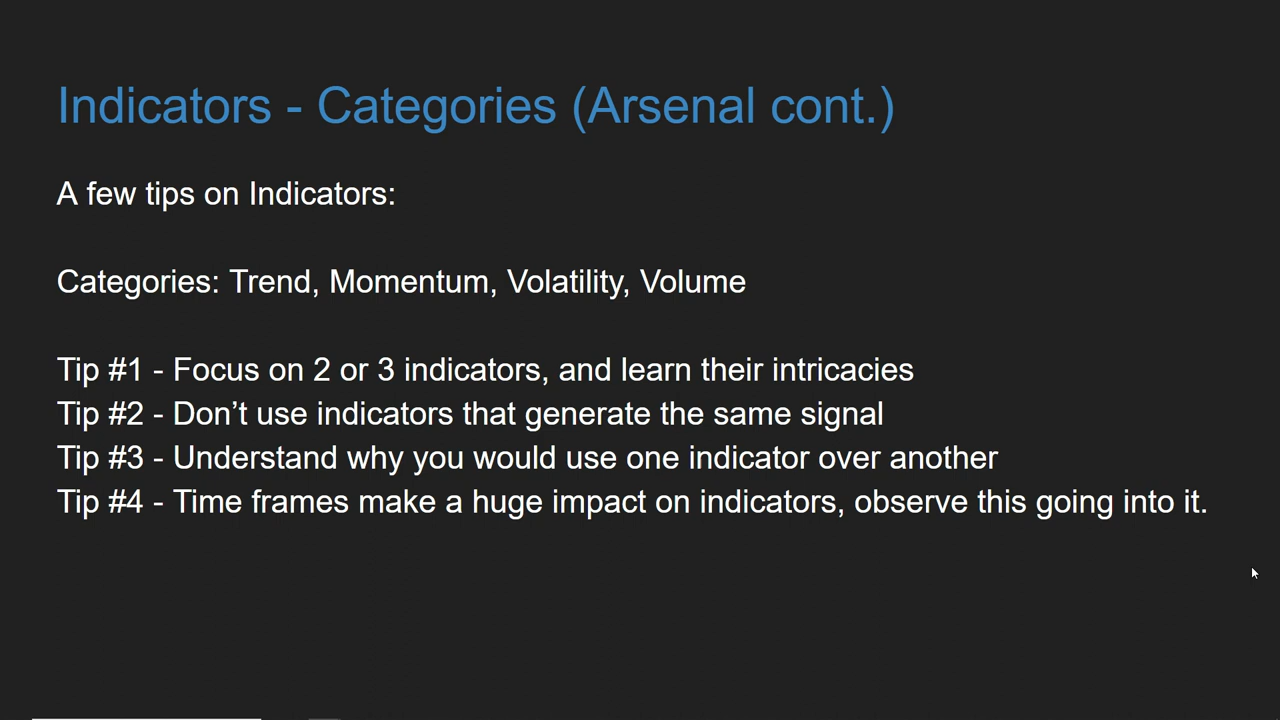 Indicators - Categories (Arsenal cont.)
A few tips on Indicators:
Categories: Trend, Momentum, Volatility, Volume
Tip #1 - Focus on 2 or 3 indicators, and learn their intricacies
Tip #2 - Don’t use indicators that generate the same signal
Tip #3 - Understand why you would use one indicator over another
Tip #4 - Time frames make a huge impact on indicators, observe this going into it.